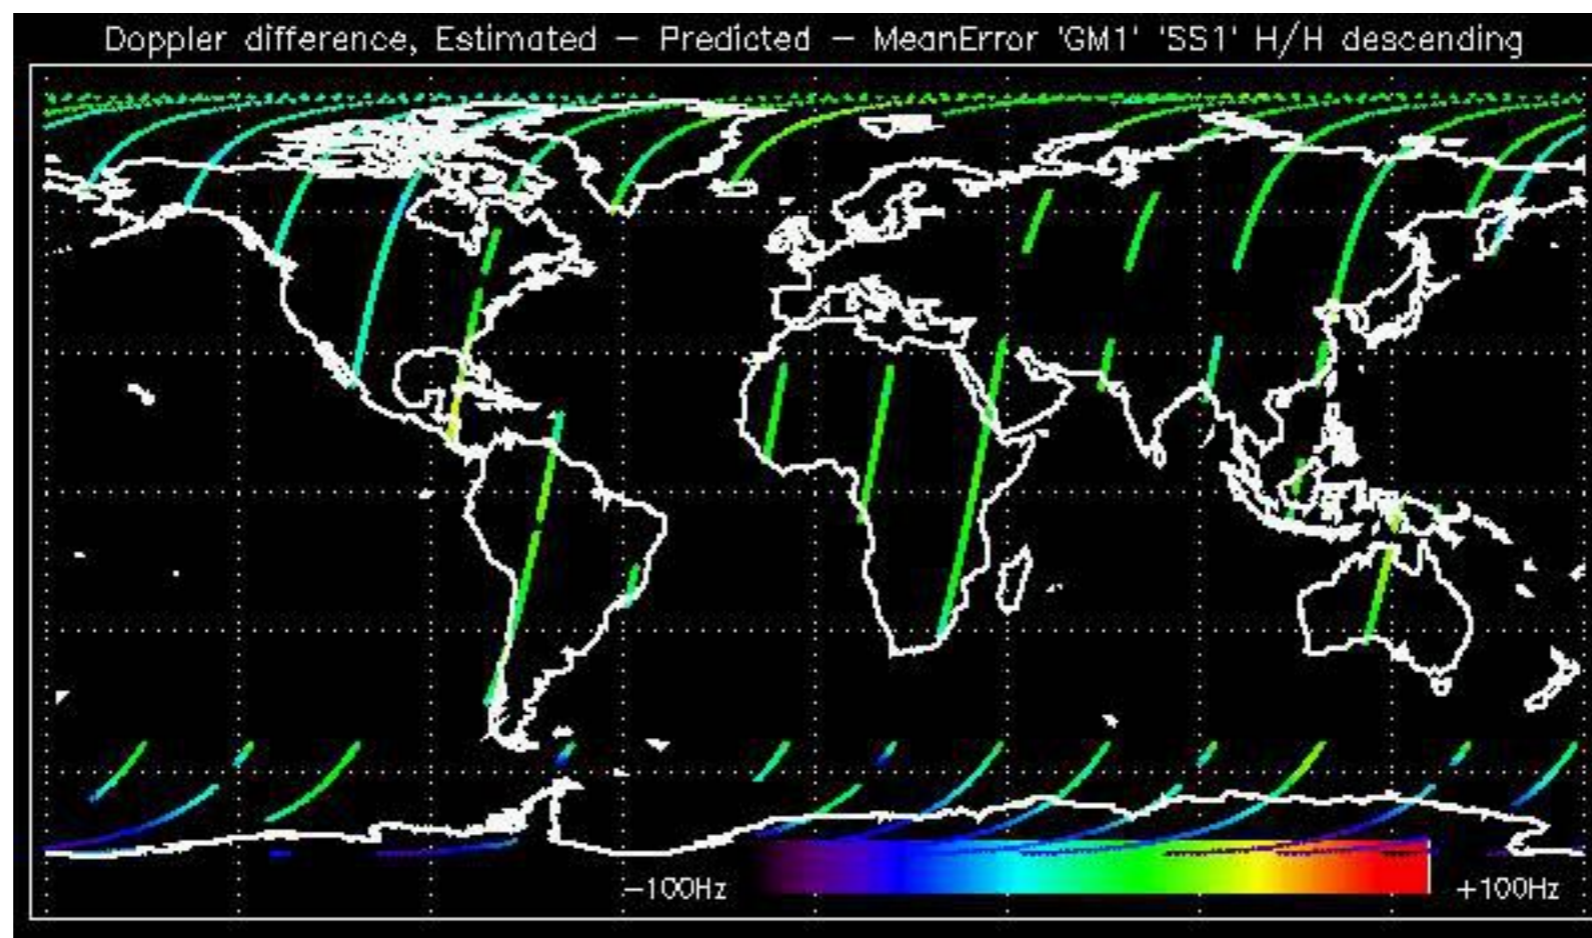 Doppler difference, Estimated – Predicted – MeanError 'GM1' 'SS1' H/H descending
–100Hz
+100Hz